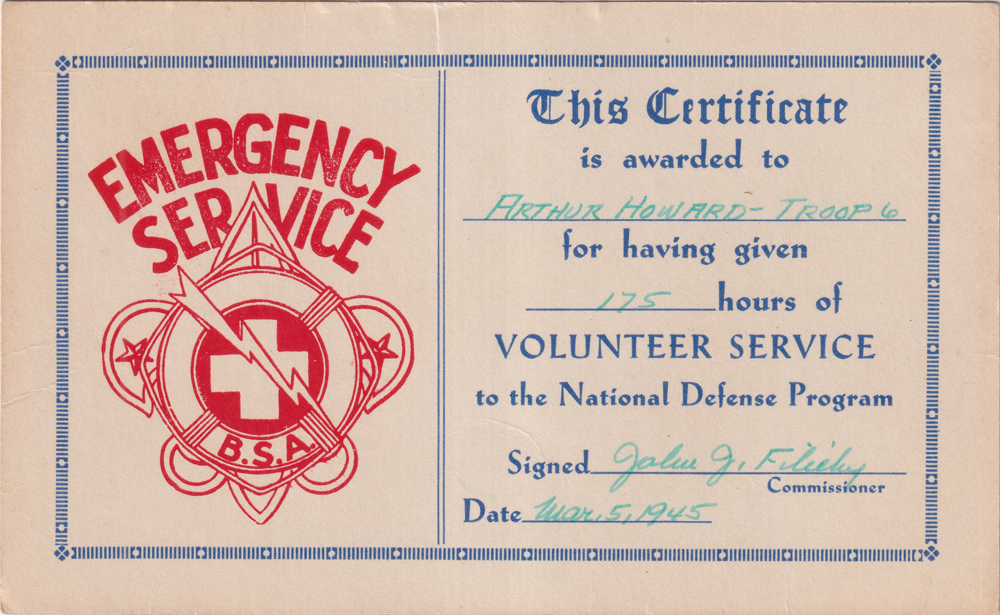 EMERGENCY
SERVICE
B.S.A.
This Certificate
is awarded to
ARTHUR HOWARD - TROOP 6
for having given
175 hours of
VOLUNTEER SERVICE
to the National Defense Program
Signed John J.
Commissioner
Date Mar. 5, 1945